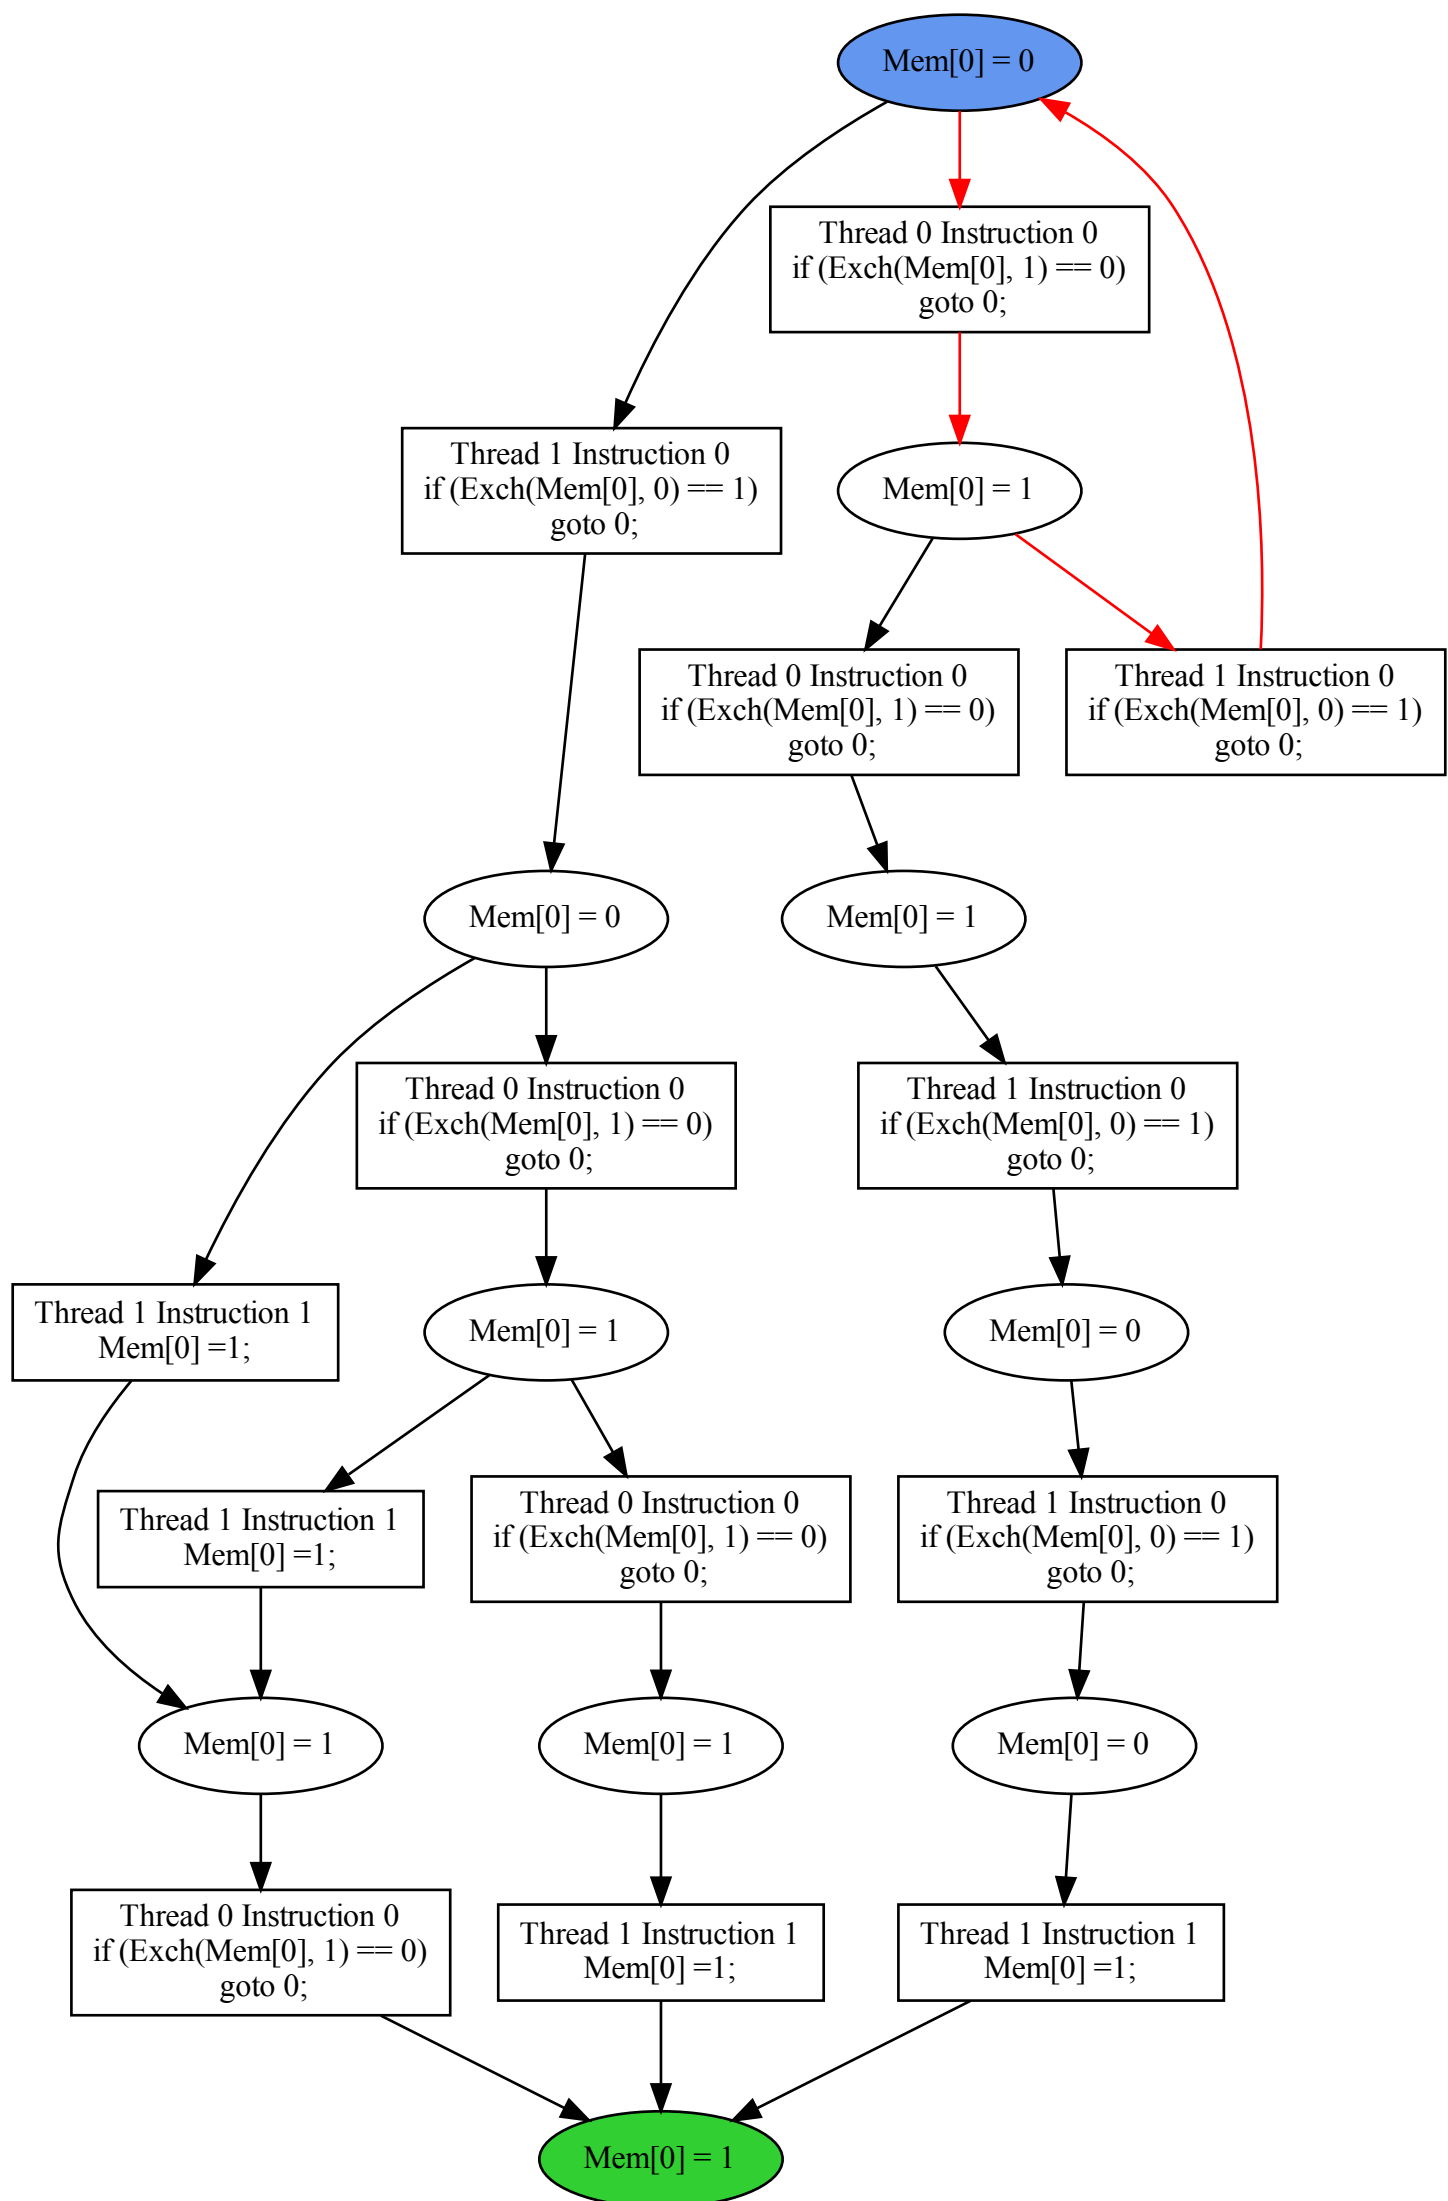 Mem[0] = 0
Thread 0 Instruction 0
if (Exch(Mem[0], 1) == 0)
goto 0;
Thread 1 Instruction 0
if (Exch(Mem[0], 0) == 1)
goto 0;
Mem[0] = 1
Thread 0 Instruction 0
if (Exch(Mem[0], 1) == 0)
goto 0;
Thread 1 Instruction 0
if (Exch(Mem[0], 0) == 1)
goto 0;
Mem[0] = 0
Mem[0] = 1
Thread 0 Instruction 0
if (Exch(Mem[0], 1) == 0)
goto 0;
Thread 1 Instruction 0
if (Exch(Mem[0], 0) == 1)
goto 0;
Thread 1 Instruction 1
Mem[0] =1;
Mem[0] = 1
Mem[0] = 0
Thread 1 Instruction 1
Mem[0] =1;
Thread 0 Instruction 0
if (Exch(Mem[0], 1) == 0)
goto 0;
Thread 1 Instruction 0
if (Exch(Mem[0], 0) == 1)
goto 0;
Mem[0] = 1
Mem[0] = 1
Mem[0] = 0
Thread 0 Instruction 0
if (Exch(Mem[0], 1) == 0)
goto 0;
Thread 1 Instruction 1
Mem[0] =1;
Thread 1 Instruction 1
Mem[0] =1;
Mem[0] = 1